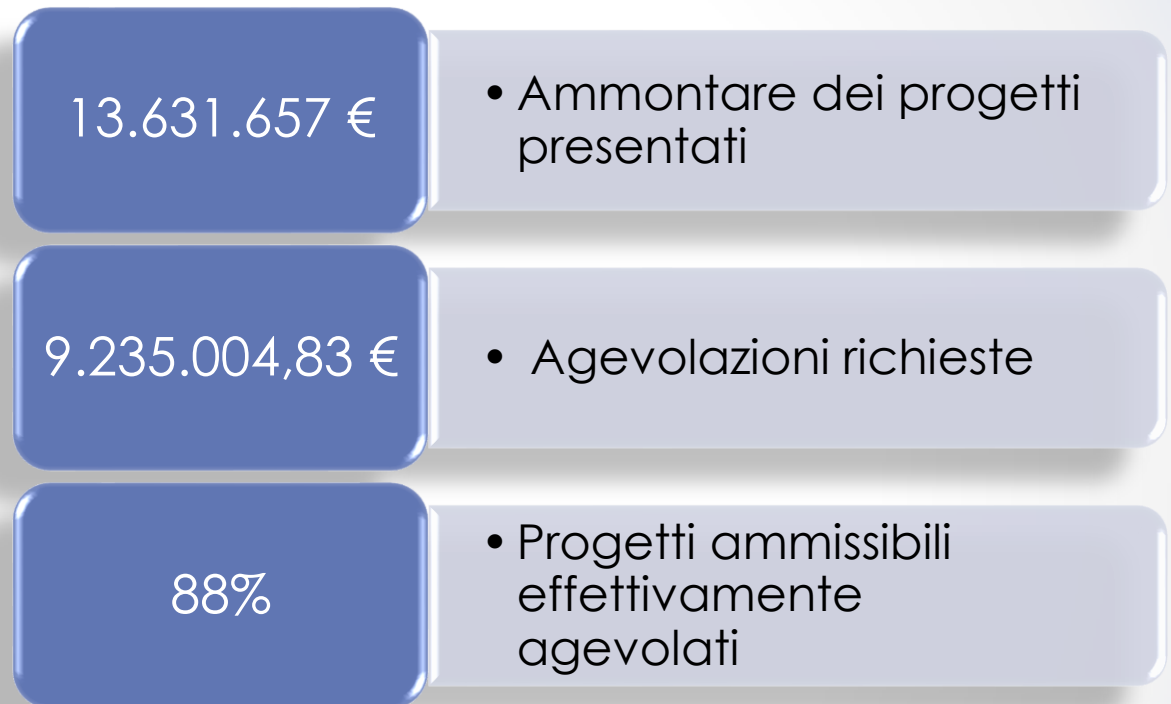 13.631.657 €
• Ammontare dei progetti
presentati
9.235.004,83 €
• Agevolazioni richieste
88%
• Progetti ammissibili
effettivamente
agevolati